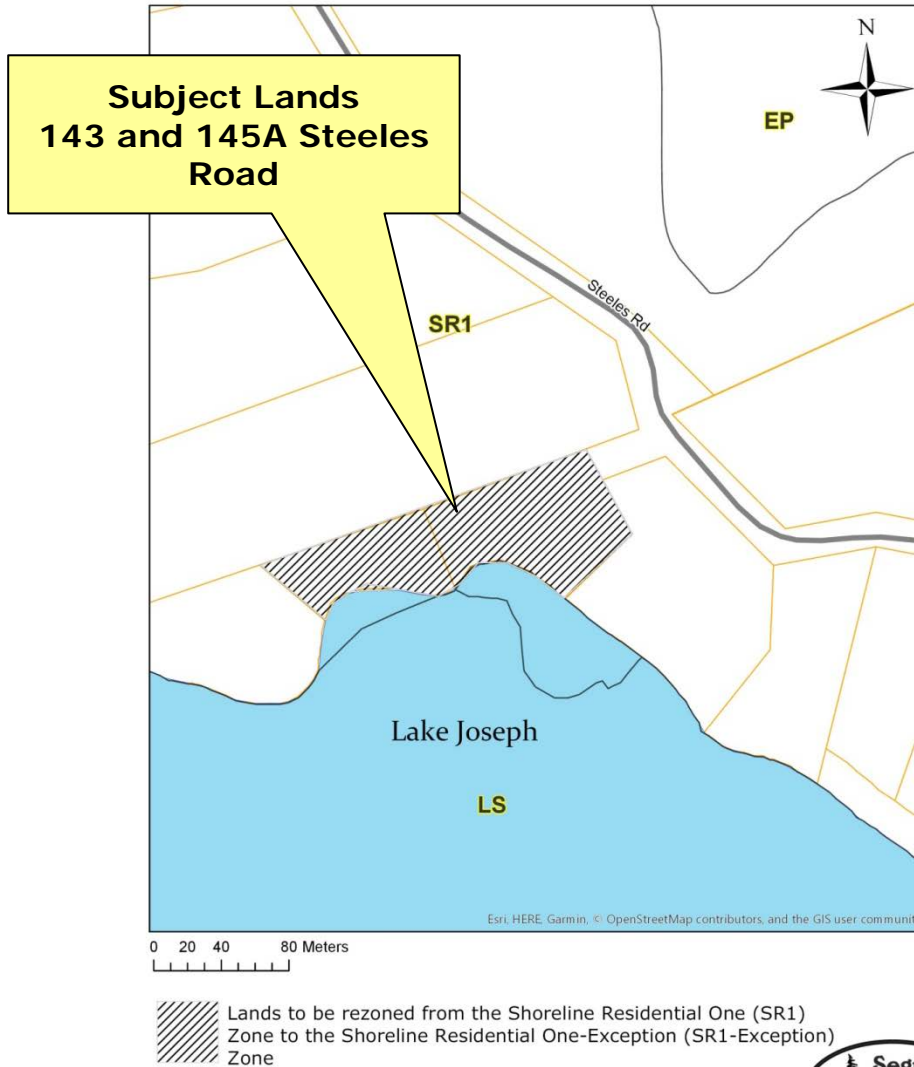 N
Subject Lands
143 and 145A Steeles
Road
EP
Steeles Rd
SR1
Lake Joseph
LS
Esri, HERE, Garmin, © OpenStreetMap contributors, and the GIS user communit
0 20 40 80 Meters
Lands to be rezoned from the Shoreline Residential One (SR1)
Zone to the Shoreline Residential One-Exception (SR1-Exception)
Zone